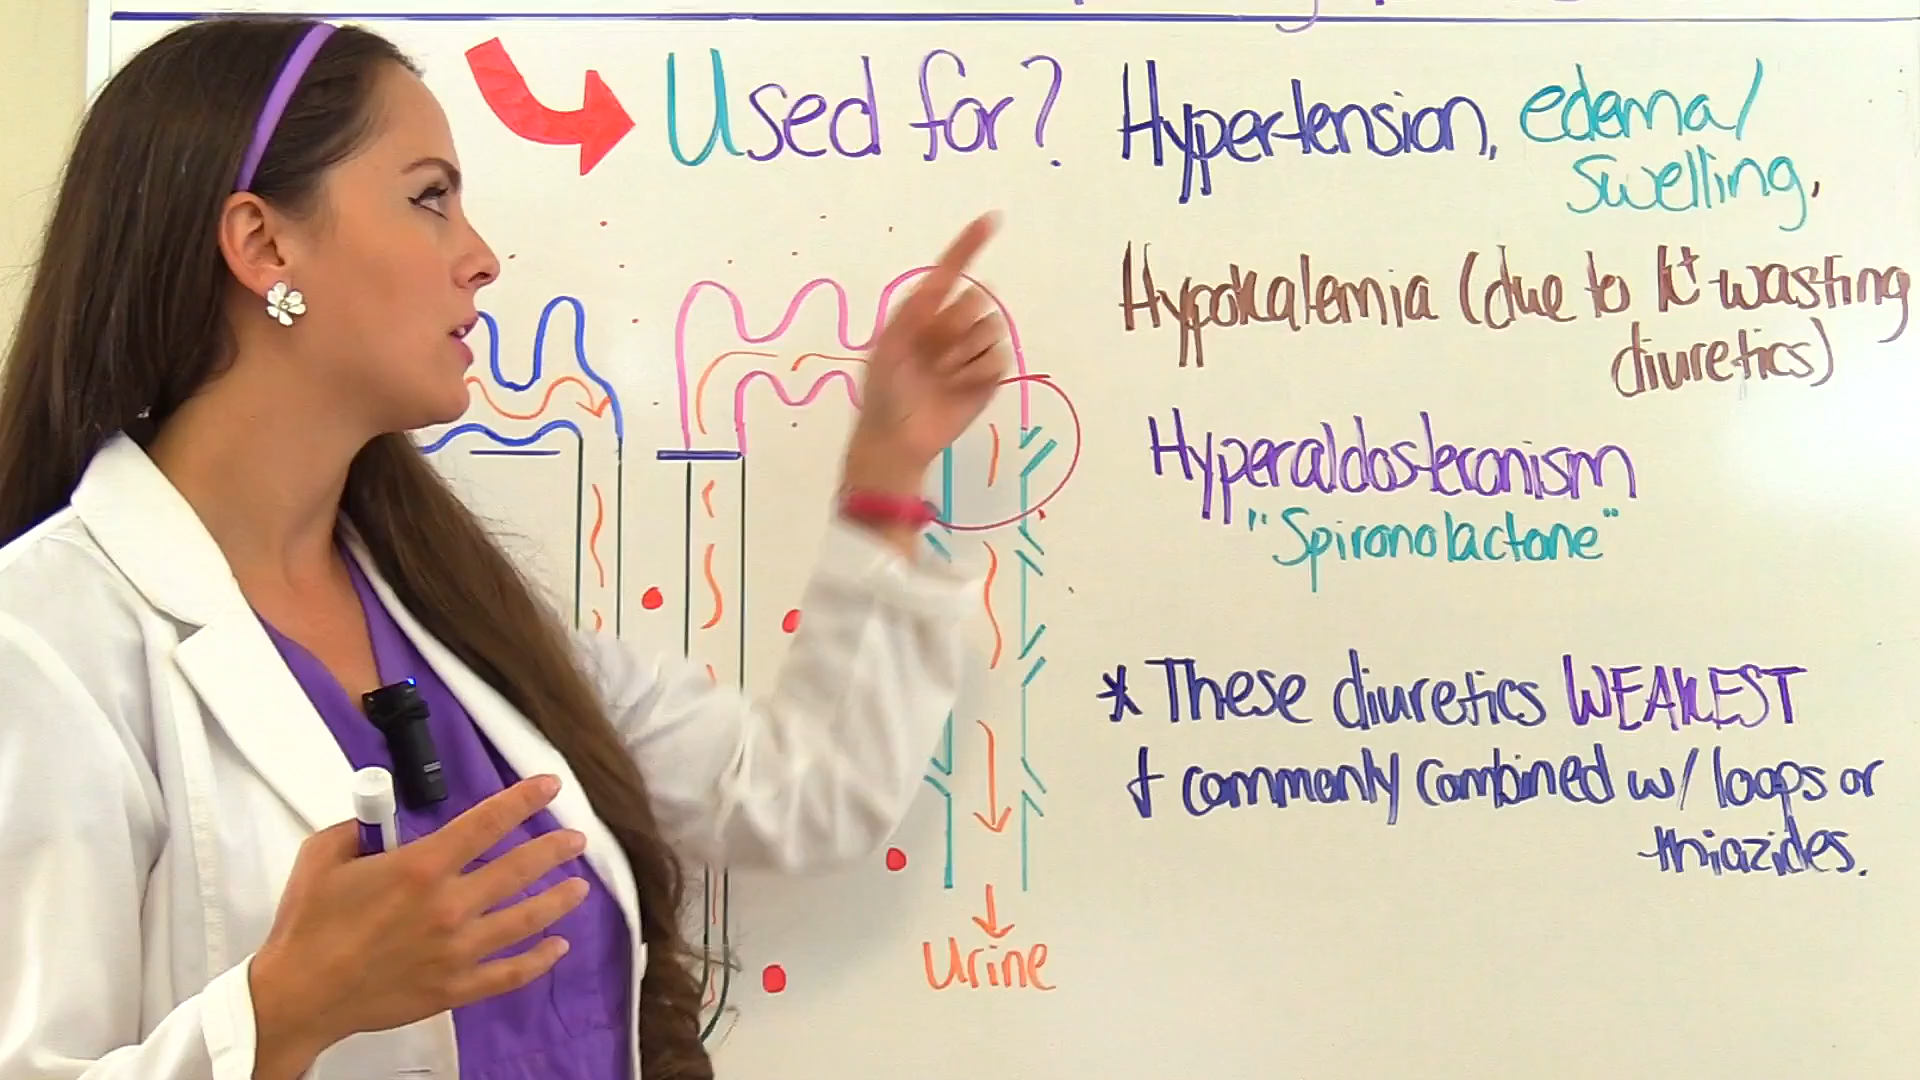 Used for?
Hypertension, edema/
swelling,
Hypokalemia (due to K+ wasting
diuretics)
Hyperaldosteronism
"Spironolactone"
* These diuretics WEAKEST
& commonly combined w/ loops or
thiazides.
Urine